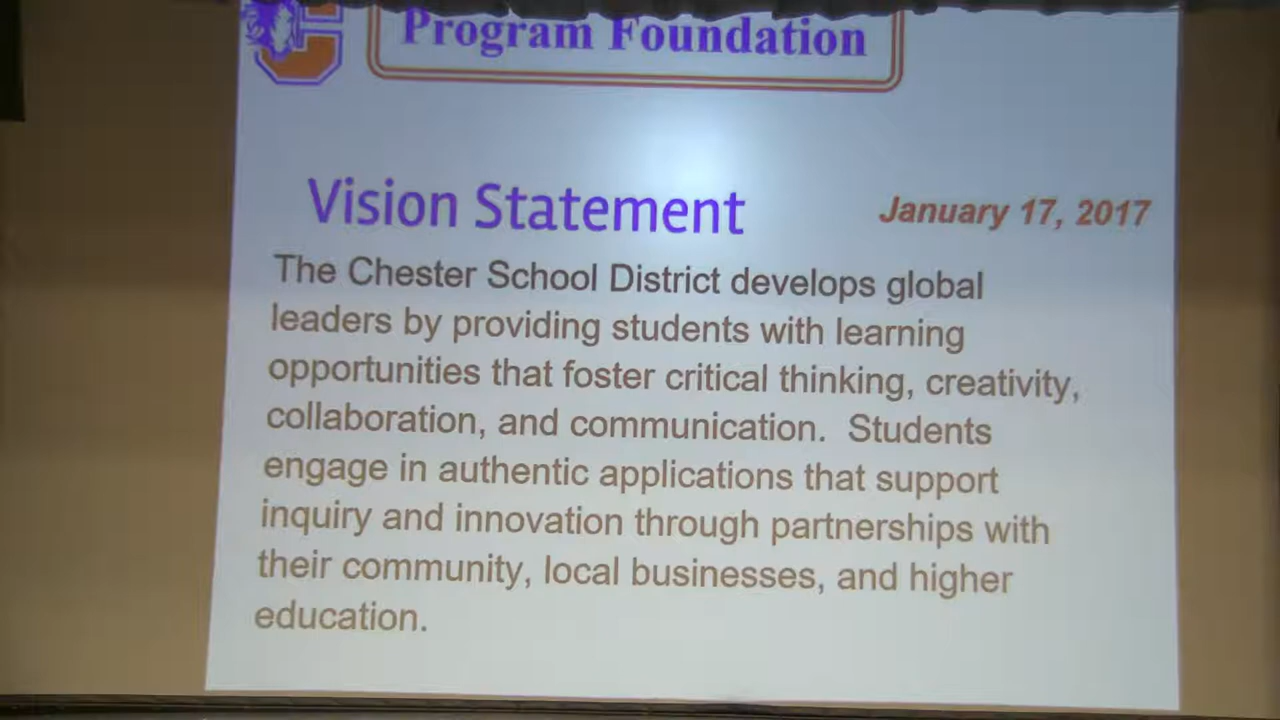 Program Foundation
Vision Statement
January 17, 2017
The Chester School District develops global
leaders by providing students with learning
opportunities that foster critical thinking, creativity,
collaboration, and communication.  Students
engage in authentic applications that support
inquiry and innovation through partnerships with
their community, local businesses, and higher
education.